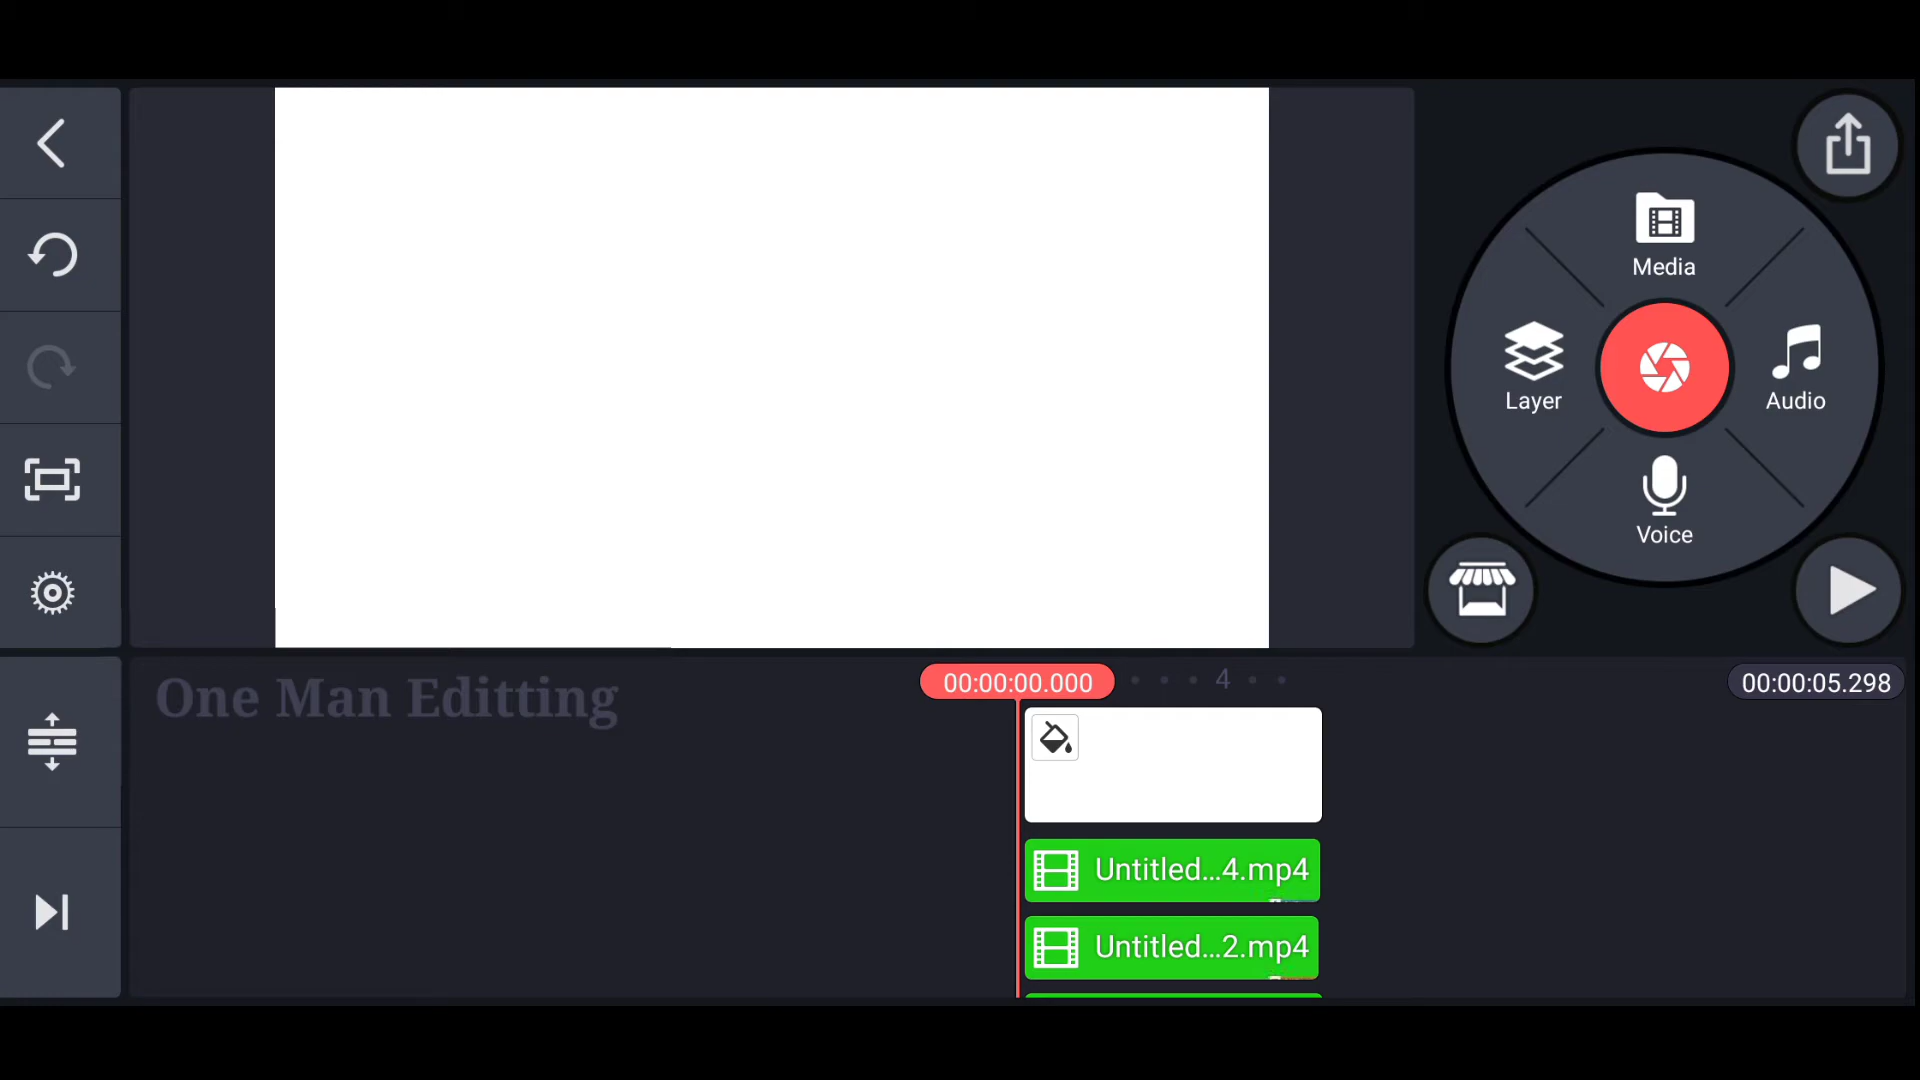 Media
Layer
Audio
Voice
One Man Editting
00:00:00.000
4
00:00:05.298
Untitled...4.mp4
Untitled...2.mp4